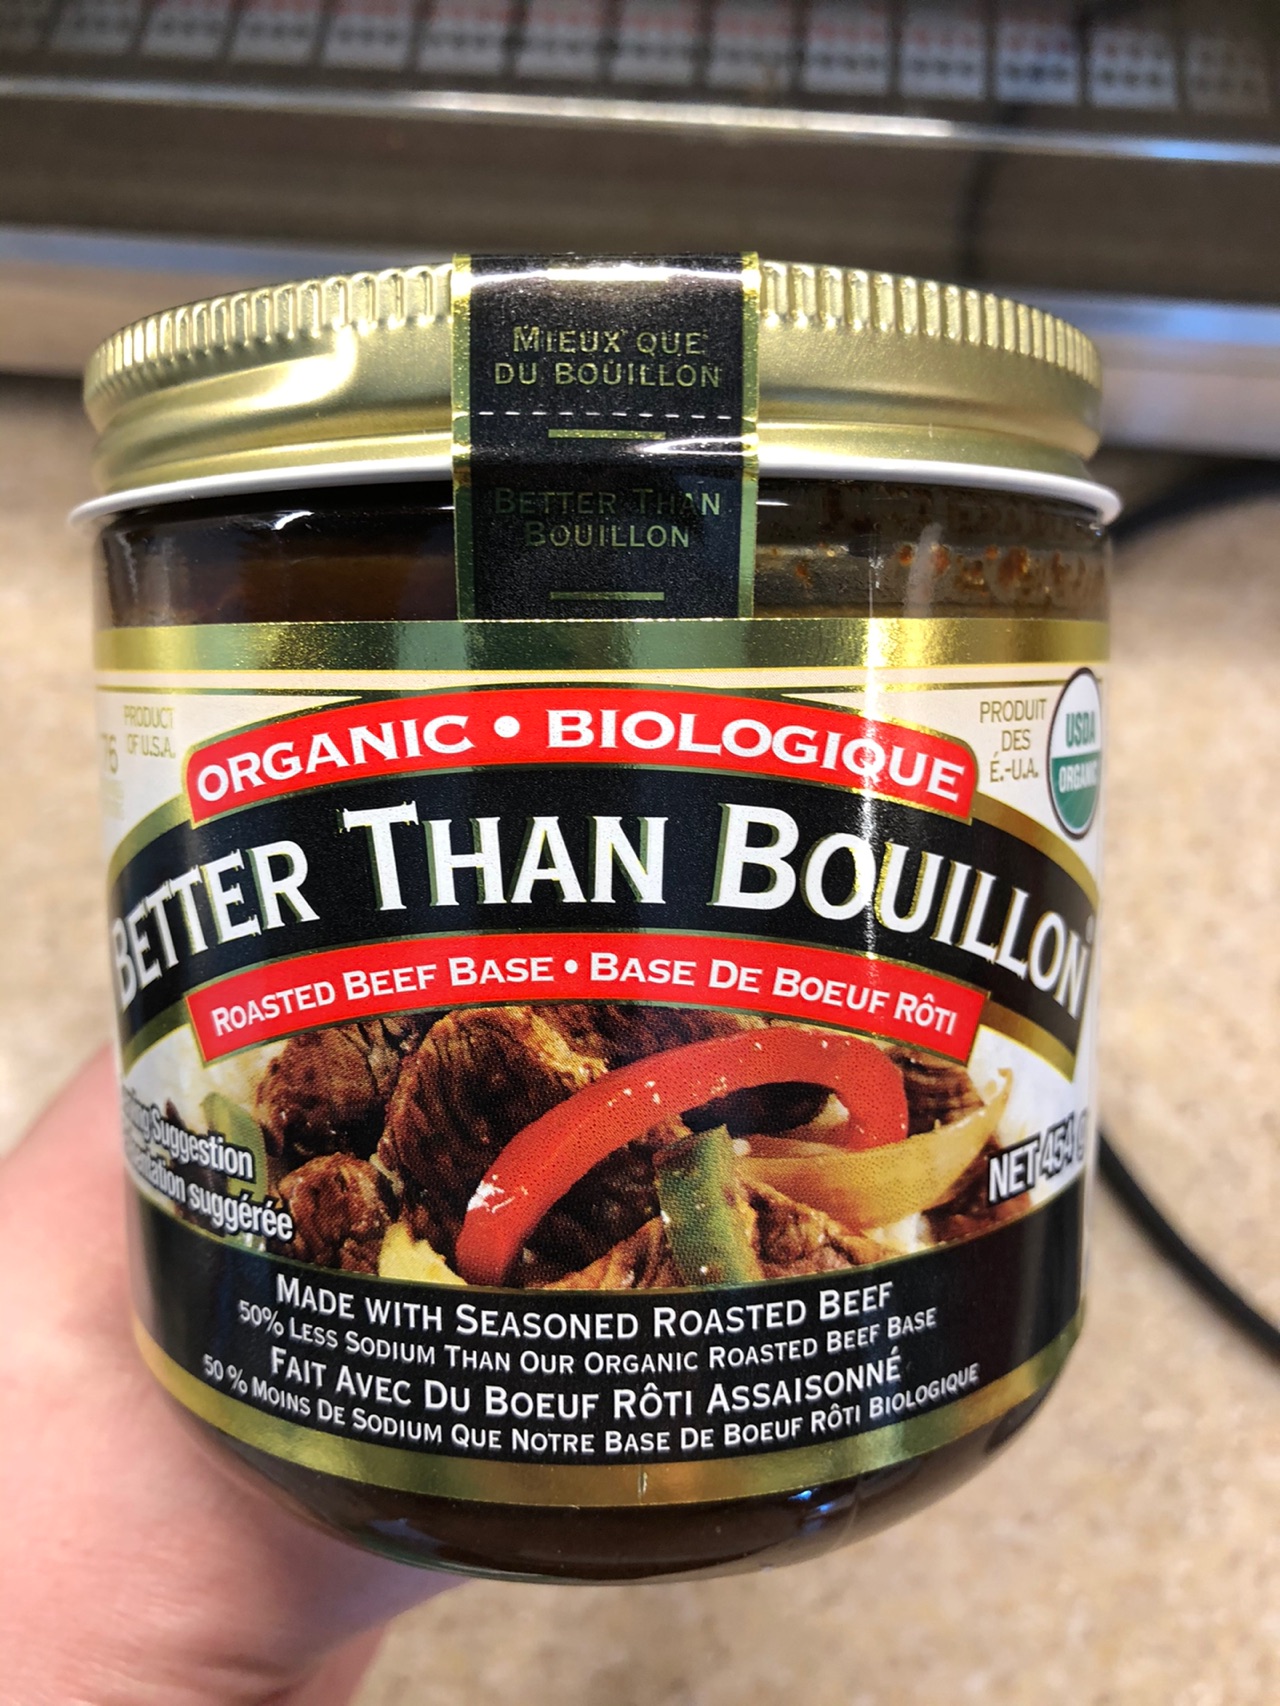 MIEUX QUE
DU BOUILLON
BETTER THAN
BOUILLON
PRODUCT
OF U.S.A.
76
ORGANIC • BIOLOGIQUE
PRODUIT
DES
É.-U.A.
USDA
ORGANIC
BETTER THAN BOUILLON
ROASTED BEEF BASE • BASE DE BOEUF RÔTI
Suggestion
suggérée
NET 454 g
MADE WITH SEASONED ROASTED BEEF
50% LESS SODIUM THAN OUR ORGANIC ROASTED BEEF BASE
FAIT AVEC DU BOEUF RÔTI ASSAISONNÉ
50 % MOINS DE SODIUM QUE NOTRE BASE DE BOEUF RÔTI BIOLOGIQUE